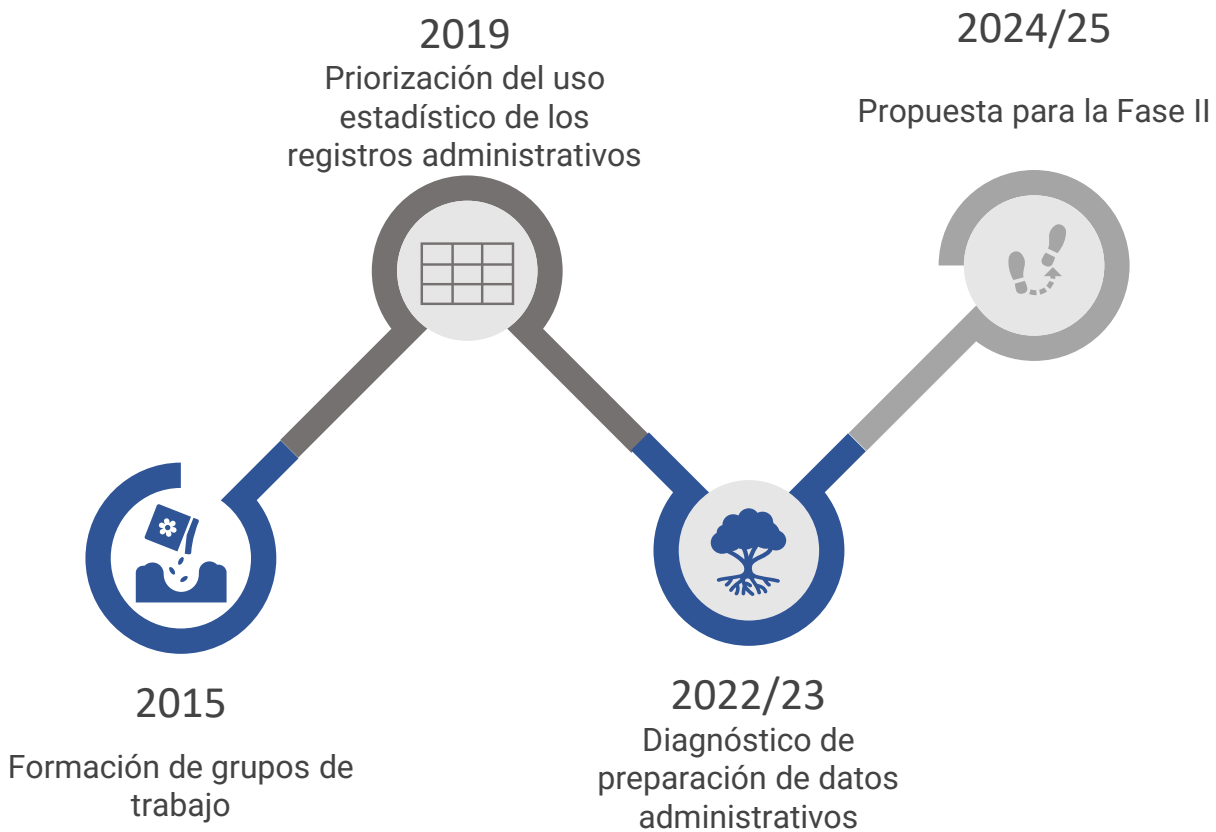 2019
Priorización del uso
estadístico de los
registros administrativos
2024/25
Propuesta para la Fase II
2015
Formación de grupos de
trabajo
2022/23
Diagnóstico de
preparación de datos
administrativos